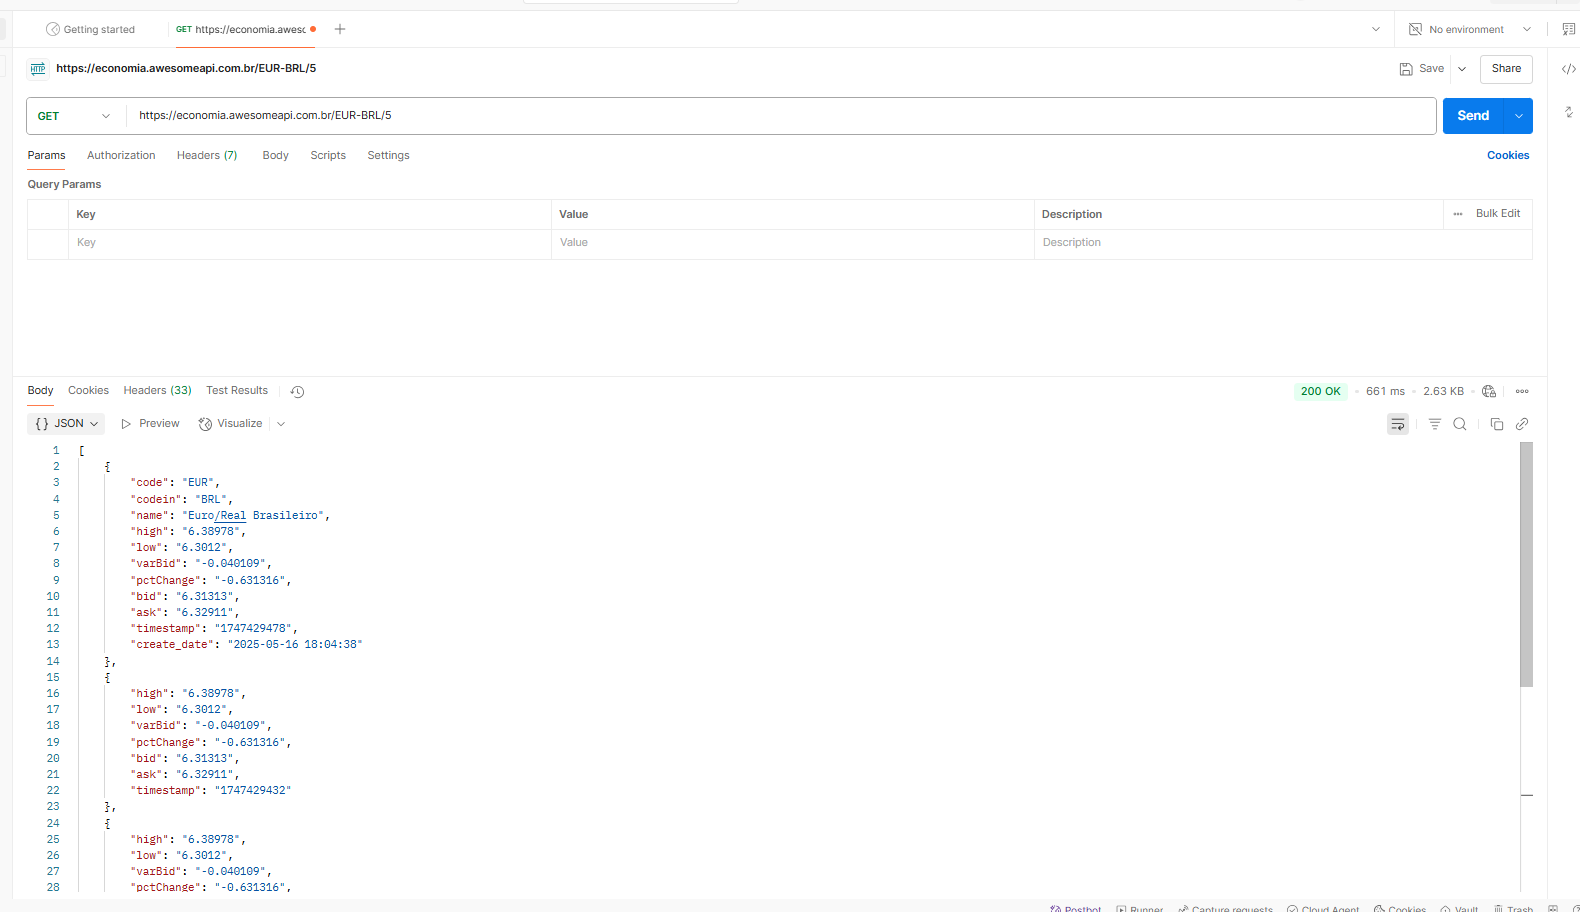 Getting started
GET https://economia.awesc
No environment
HTTP https://economia.awesomeapi.com.br/EUR-BRL/5
Save
Share
GET
https://economia.awesomeapi.com.br/EUR-BRL/5
Send
Params Authorization Headers (7) Body Scripts Settings
Cookies
Query Params
Key Value Description ... Bulk Edit
Key Value Description
Body Cookies Headers (33) Test Results
200 OK • 661 ms • 2.63 KB
{} JSON Preview Visualize
1 [
2 {
3 "code": "EUR",
4 "codein": "BRL",
5 "name": "Euro/Real Brasileiro",
6 "high": "6.38978",
7 "low": "6.3012",
8 "varBid": "-0.040109",
9 "pctChange": "-0.631316",
10 "bid": "6.31313",
11 "ask": "6.32911",
12 "timestamp": "1747429478",
13 "create_date": "2025-05-16 18:04:38"
14 },
15 {
16 "high": "6.38978",
17 "low": "6.3012",
18 "varBid": "-0.040109",
19 "pctChange": "-0.631316",
20 "bid": "6.31313",
21 "ask": "6.32911",
22 "timestamp": "1747429432"
23 },
24 {
25 "high": "6.38978",
26 "low": "6.3012",
27 "varBid": "-0.040109",
28 "pctChange": "-0.631316",
Postbot Runner Capture requests Cloud Agent Cookies Vault Trash